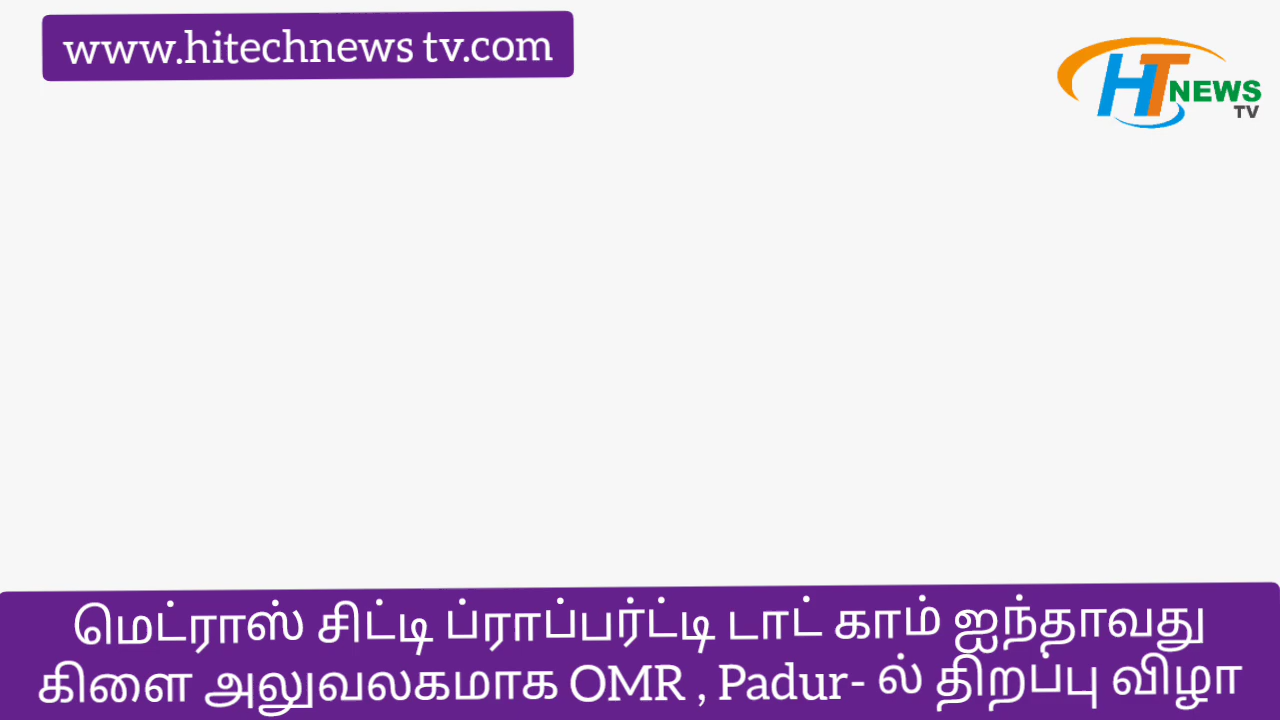 www.hitechnews tv.com
HT NEWS
TV
மெட்ராஸ் சிட்டி ப்ராப்பர்ட்டி டாட் காம் ஐந்தாவது
கிளை அலுவலகமாக OMR , Padur- ல் திறப்பு விழா